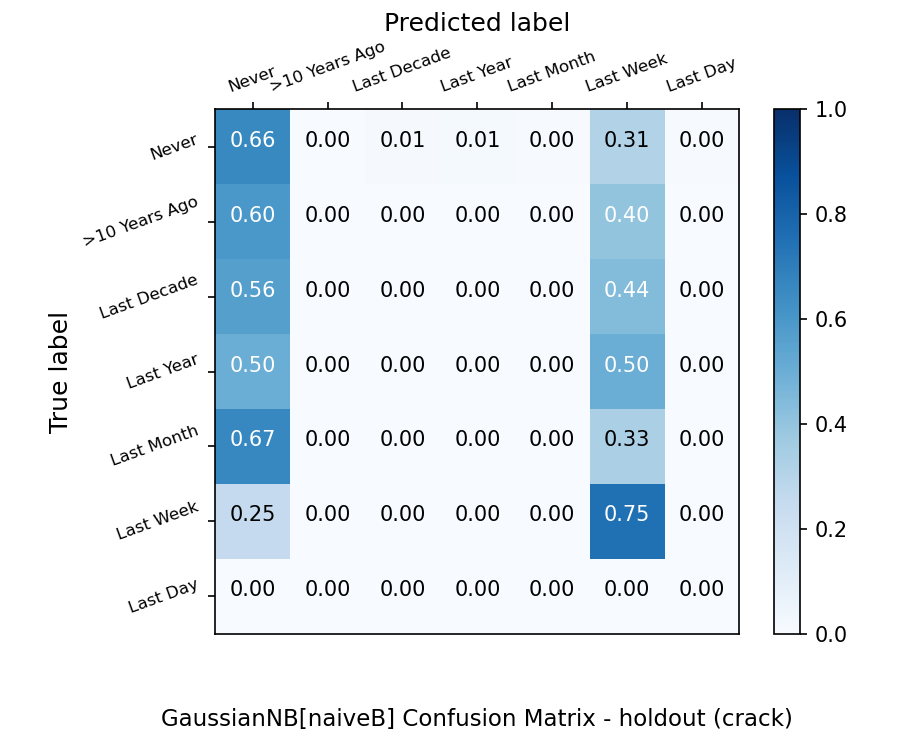 Predicted label
Never >10 Years Ago Last Decade Last Year Last Month Last Week Last Day
True label
Never 0.66 0.00 0.01 0.01 0.00 0.31 0.00
>10 Years Ago 0.60 0.00 0.00 0.00 0.00 0.40 0.00
Last Decade 0.56 0.00 0.00 0.00 0.00 0.44 0.00
Last Year 0.50 0.00 0.00 0.00 0.00 0.50 0.00
Last Month 0.67 0.00 0.00 0.00 0.00 0.33 0.00
Last Week 0.25 0.00 0.00 0.00 0.00 0.75 0.00
Last Day 0.00 0.00 0.00 0.00 0.00 0.00 0.00
1.0
0.8
0.6
0.4
0.2
0.0
GaussianNB[naiveB] Confusion Matrix - holdout (crack)